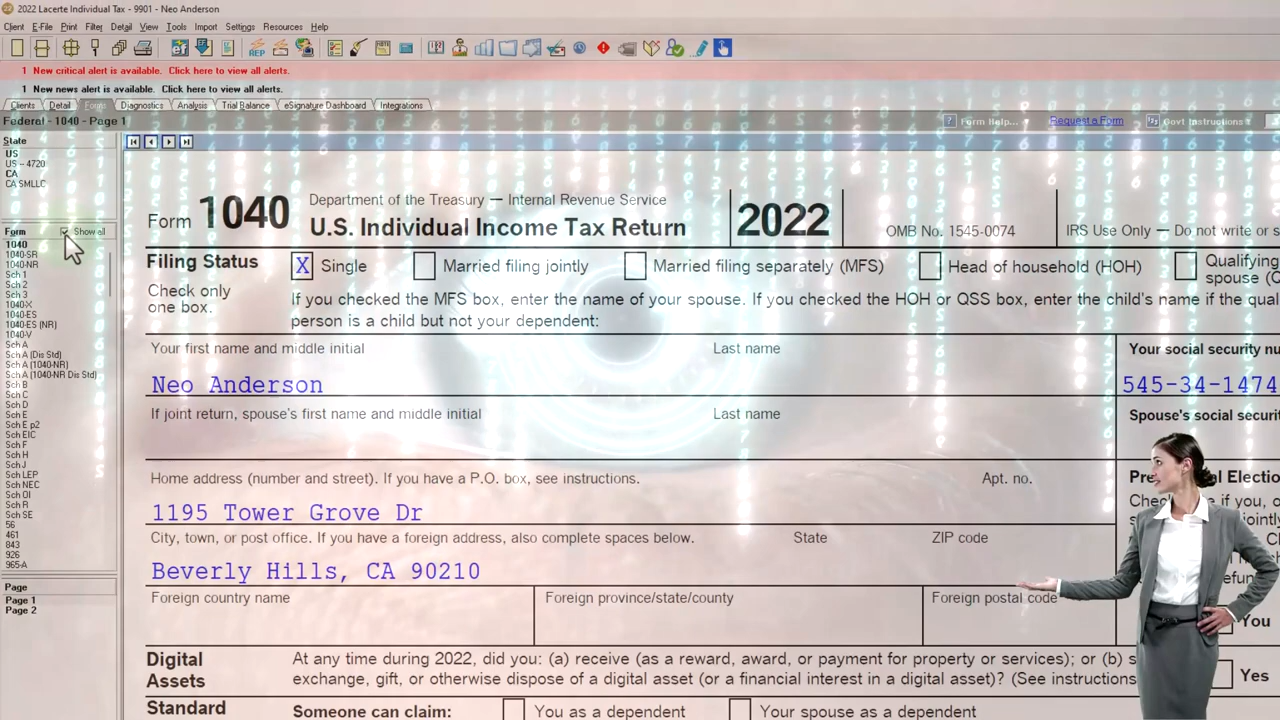 2022 Lacerte Individual Tax - 9901 - Neo Anderson
Client E-File Print Filter Detail View Tools Import Settings Resources Help
REP
1 New critical alert is available. Click here to view all alerts.
1 New news alert is available. Click here to view all alerts.
Clients Detail Forms Diagnostics Analysis Trial Balance eSignature Dashboard Integrations
Federal - 1040 - Page 1
Form Help... Request a Form Govt Instructions
State
US
US - 4720
CA
CA SMLLC
Form Show all
1040
1040-SR
1040-NR
Sch 1
Sch 2
Sch 3
1040-X
1040-ES
1040-ES (NR)
1040-V
Sch A
Sch A (Dis Std)
Sch A (1040-NR)
Sch A (1040-NR Dis Std)
Sch B
Sch C
Sch D
Sch E
Sch E p2
Sch EIC
Sch F
Sch H
Sch J
Sch LEP
Sch NEC
Sch OI
Sch R
Sch SE
56
461
843
926
965-A
Page
Page 1
Page 2
Form 1040
Department of the Treasury — Internal Revenue Service
U.S. Individual Income Tax Return
2022
OMB No. 1545-0074
IRS Use Only — Do not write or s
Filing Status
Check only
one box.
X Single Married filing jointly Married filing separately (MFS) Head of household (HOH) Qualifying
spouse (Q
If you checked the MFS box, enter the name of your spouse. If you checked the HOH or QSS box, enter the child's name if the qual
person is a child but not your dependent:
Your first name and middle initial Last name Your social security nu
Neo Anderson 545-34-1474
If joint return, spouse's first name and middle initial Last name Spouse's social securi
Home address (number and street). If you have a P.O. box, see instructions. Apt. no.
1195 Tower Grove Dr
City, town, or post office. If you have a foreign address, also complete spaces below. State ZIP code
Beverly Hills, CA 90210
Foreign country name Foreign province/state/county Foreign postal code
Electio
if you, o
jointly
You
Digital
Assets
At any time during 2022, did you: (a) receive (as a reward, award, or payment for property or services); or (b) s
exchange, gift, or otherwise dispose of a digital asset (or a financial interest in a digital asset)? (See instructions
Yes
Standard
Someone can claim: You as a dependent Your spouse as a dependent